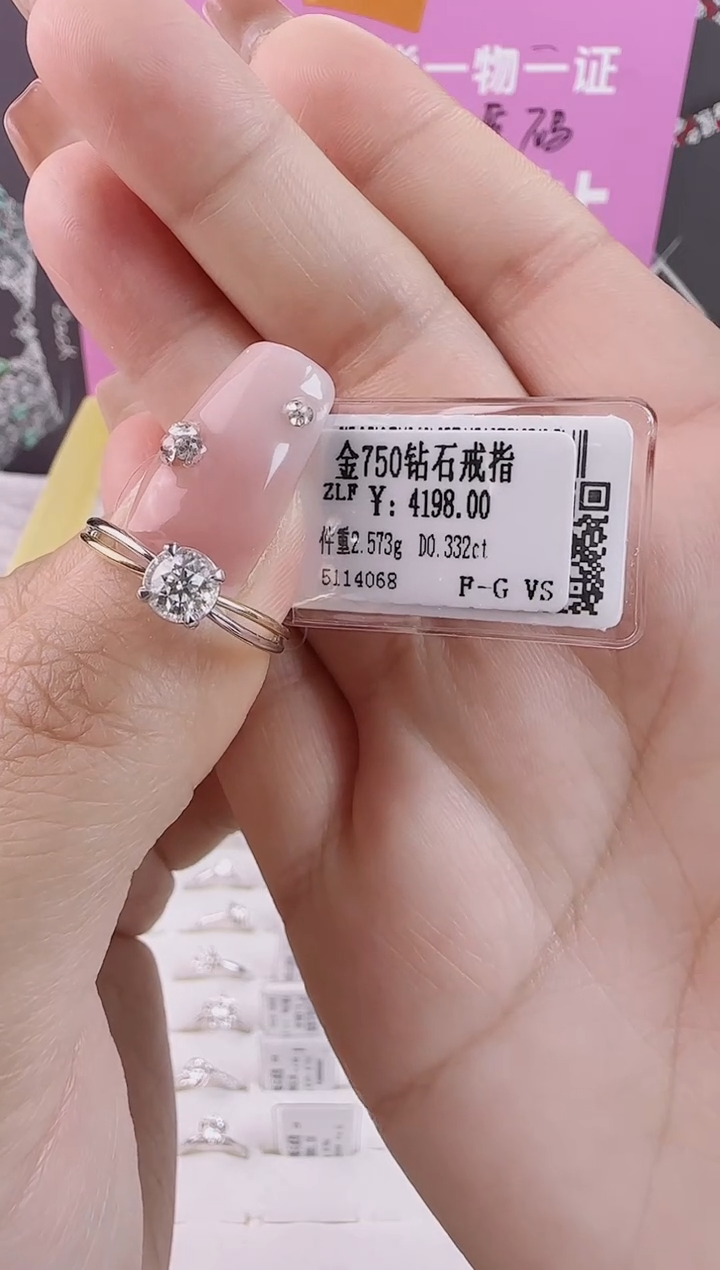 一物一证
码
金750钻石戒指
ZLF ¥: 4198.00
件重2.573g D0.332ct
5114068 F-G VS